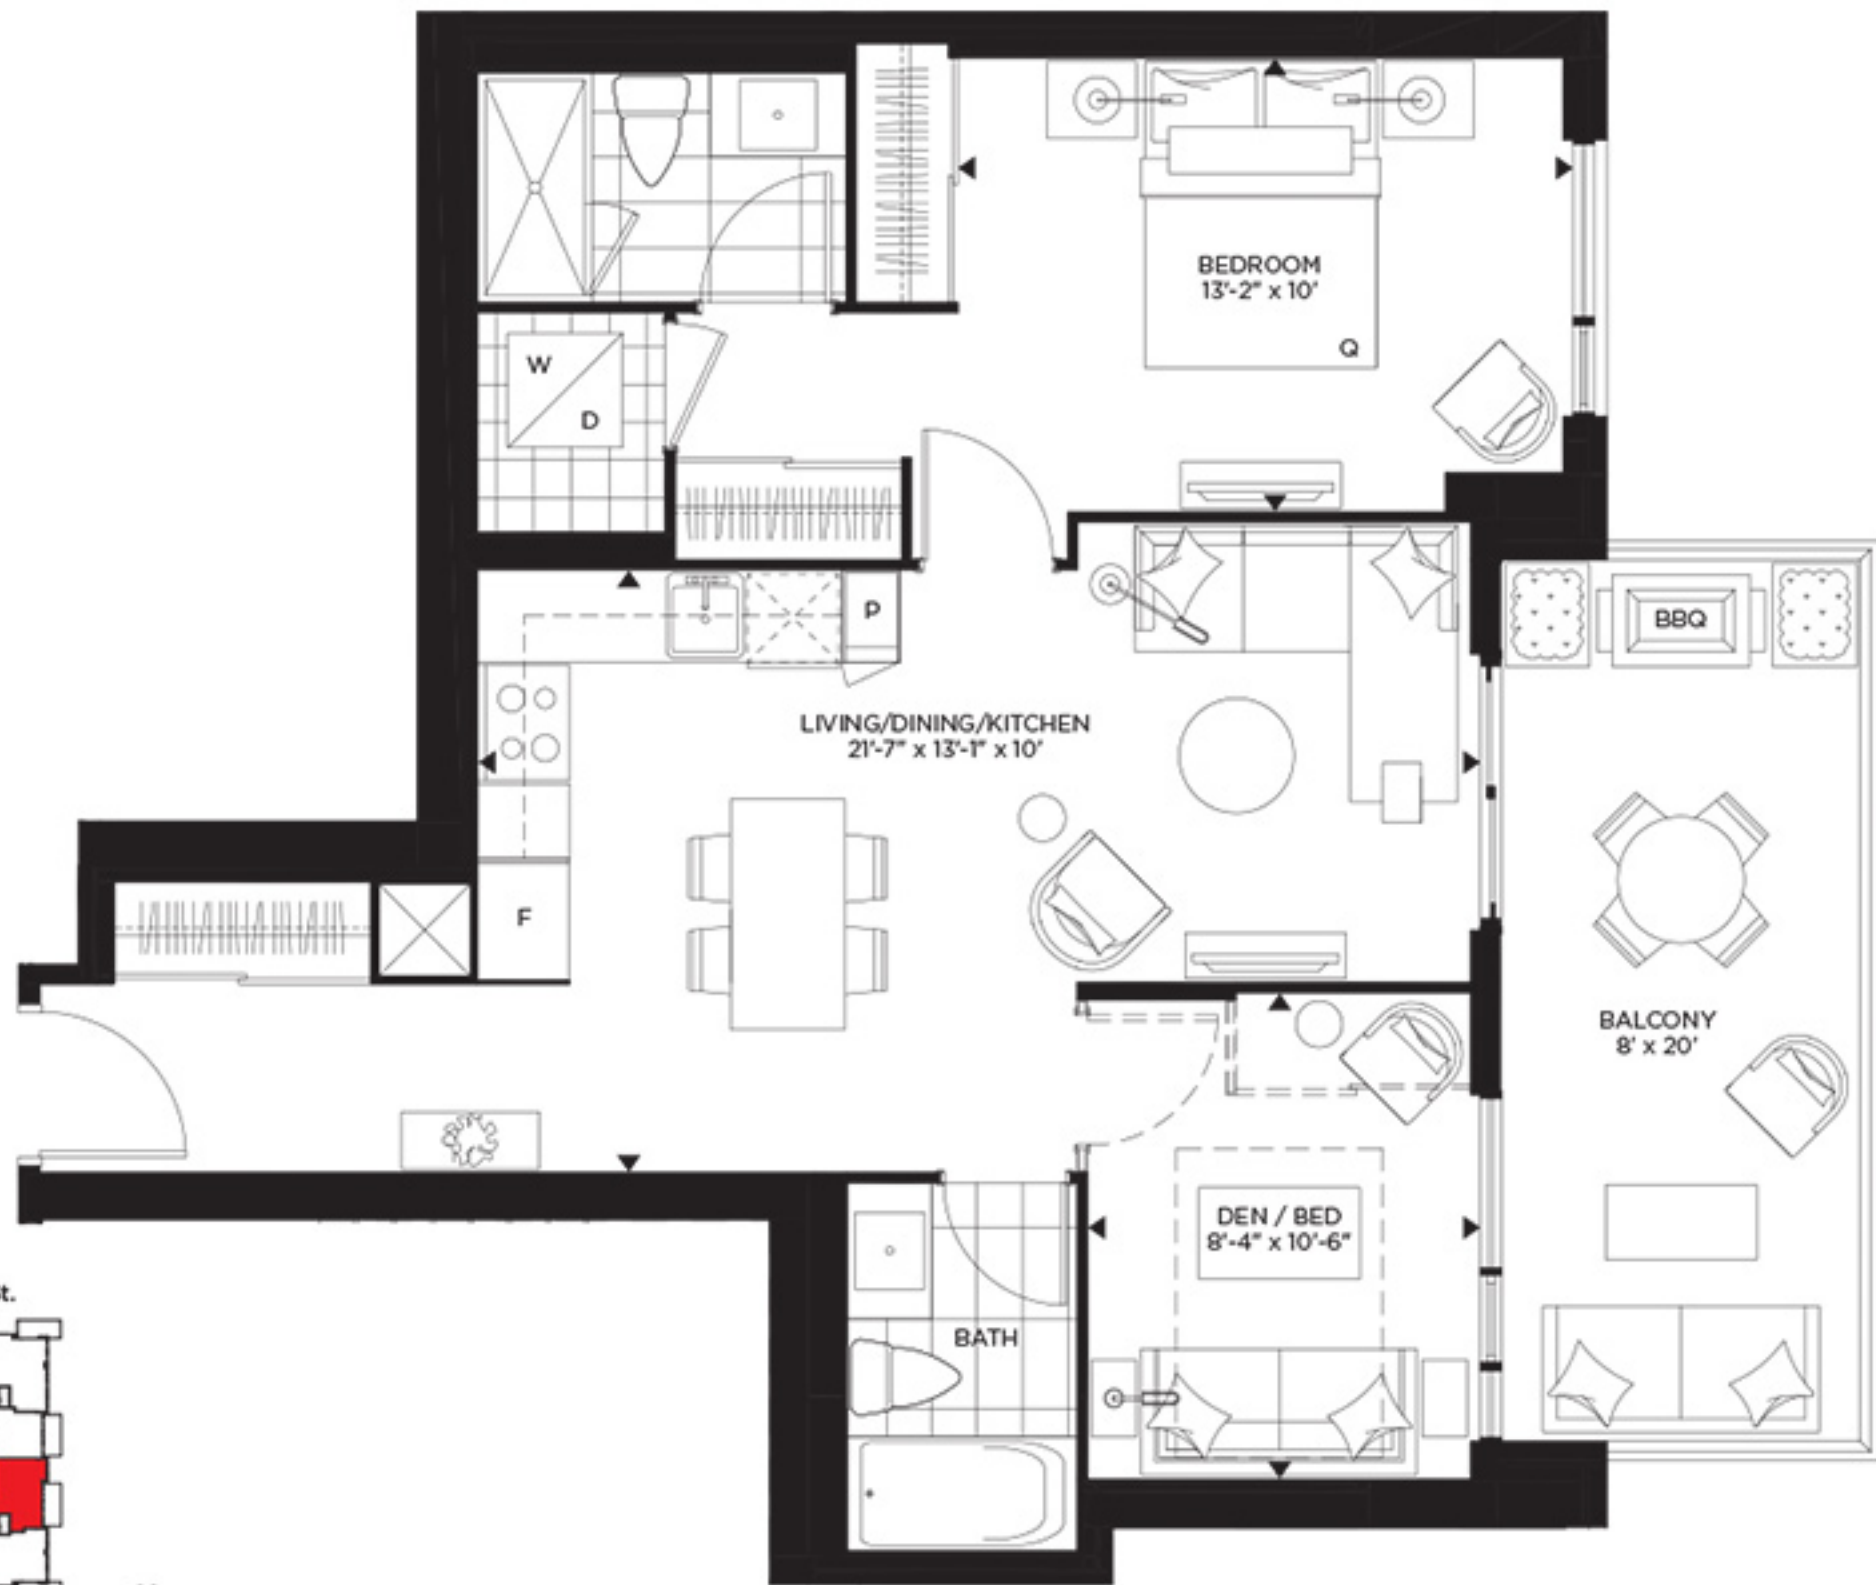 BEDROOM
13'-2" x 10'
Q
W
D
P
BBQ
LIVING/DINING/KITCHEN
21'-7" x 13'-1" x 10'
F
BALCONY
8' x 20'
DEN / BED
8'-4" x 10'-6"
BATH